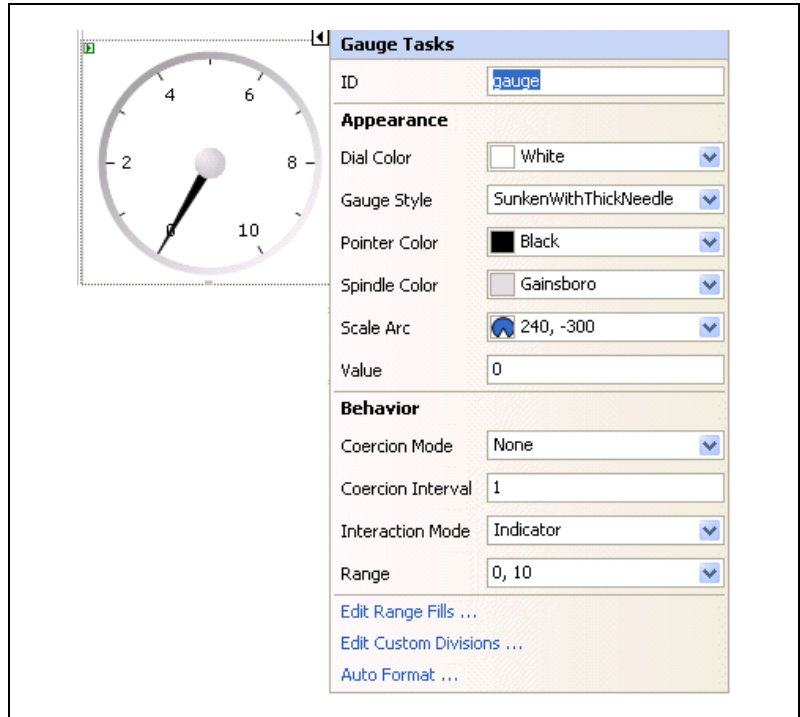 4 6
2 8
0 10
Gauge Tasks
ID gauge
Appearance
Dial Color White
Gauge Style SunkenWithThickNeedle
Pointer Color Black
Spindle Color Gainsboro
Scale Arc 240, -300
Value 0
Behavior
Coercion Mode None
Coercion Interval 1
Interaction Mode Indicator
Range 0, 10
Edit Range Fills ...
Edit Custom Divisions ...
Auto Format ...